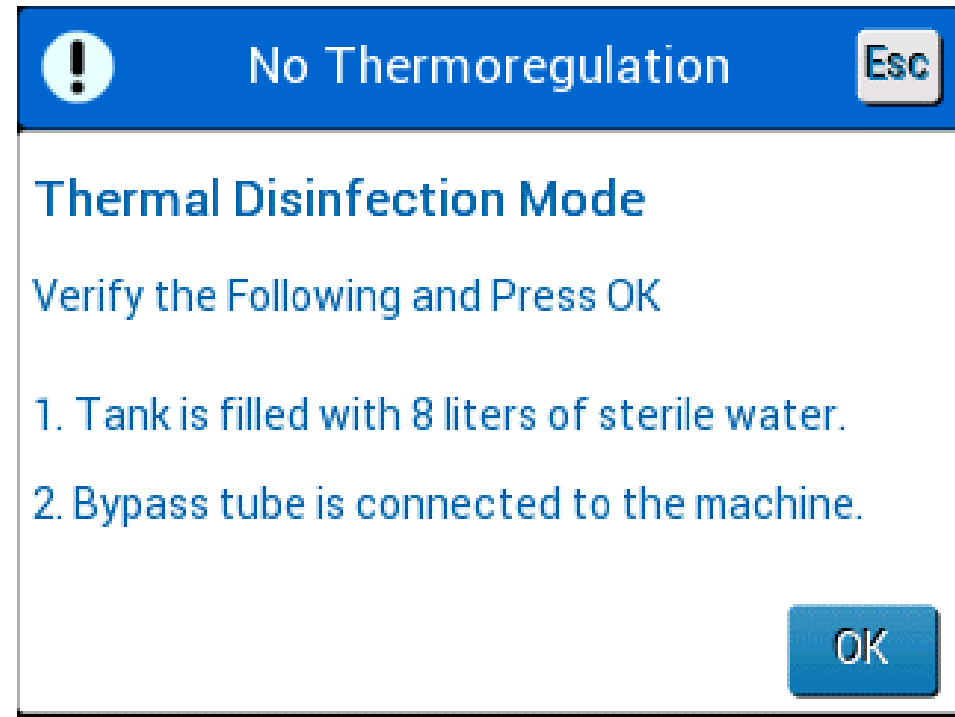 No Thermoregulation
Esc
Thermal Disinfection Mode
Verify the Following and Press OK
1. Tank is filled with 8 liters of sterile water.
2. Bypass tube is connected to the machine.
OK